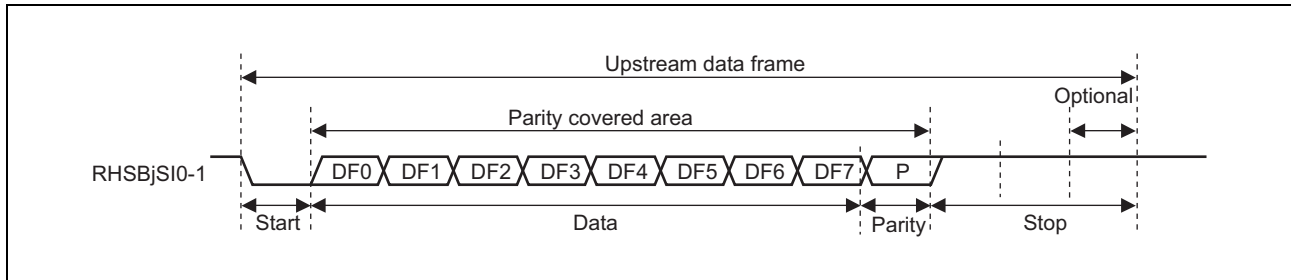 Upstream data frame
Optional
Parity covered area
RHSBjSI0-1
DF0 DF1 DF2 DF3 DF4 DF5 DF6 DF7 P
Start Data Parity Stop